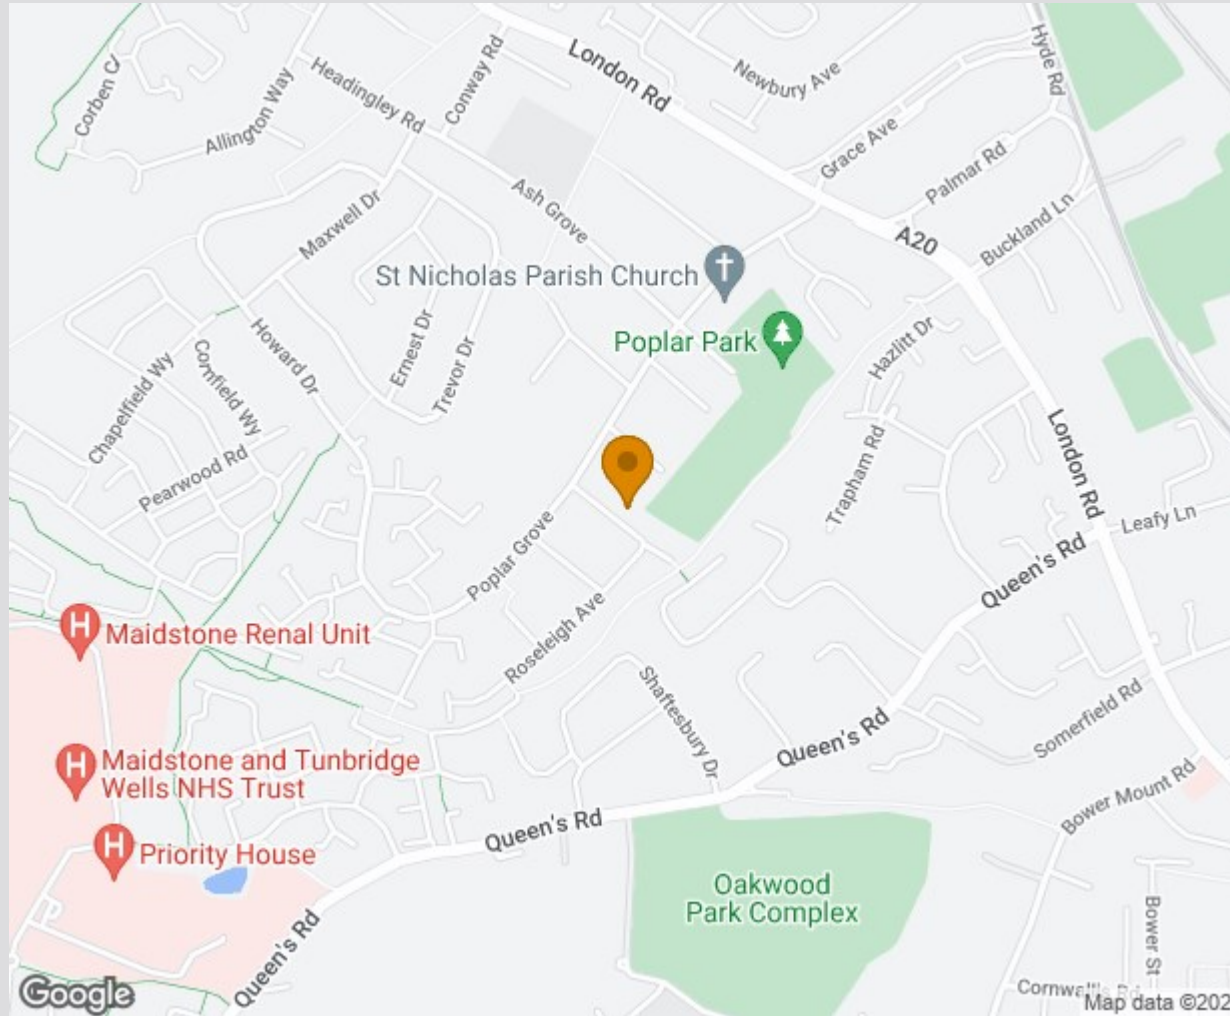 London Rd
Newbury Ave
Hyde Rd
Corben C
Allington Way
Headingley Rd
Conway Rd
Grace Ave
Palmar Rd
Ash Grove
Maxwell Dr
A20
Buckland Ln
St Nicholas Parish Church
Poplar Park
Howard Dr
Ernest Dr
Trevor Dr
Hazlitt Dr
Chapelfield Wy
Cornfield Wy
Pearwood Rd
Trapham Rd
London Rd
Leafy Ln
Queen's Rd
Poplar Grove
Roseleigh Ave
H
Maidstone Renal Unit
Shaftesbury Dr
Somerfield Rd
Queen's Rd
H
Maidstone and Tunbridge
Wells NHS Trust
Bower Mount Rd
Queen's Rd
H
Priority House
Oakwood
Park Complex
Bower St
Queen's Rd
Google
Cornwallis Rd
Map data ©202